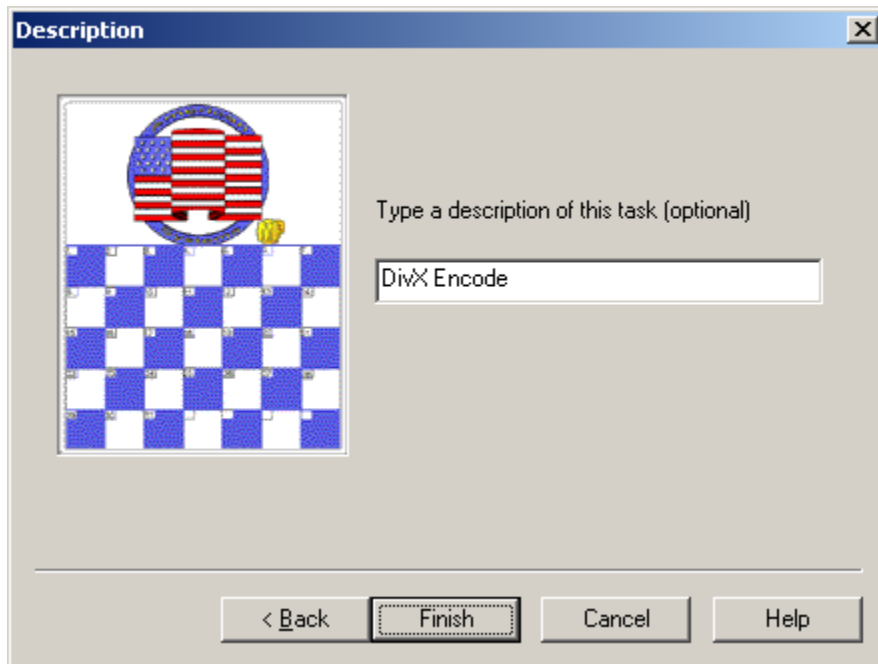 Description
Type a description of this task (optional)
DivX Encode
< Back
Finish
Cancel
Help